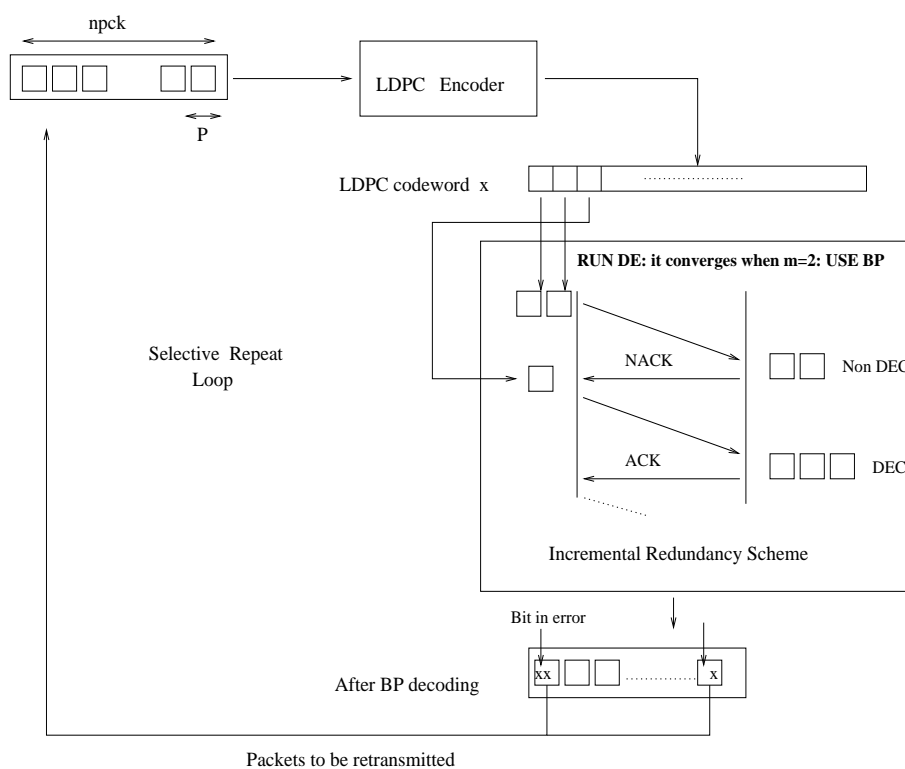 npck
LDPC Encoder
P
LDPC codeword x
RUN DE: it converges when m=2: USE BP
Selective Repeat
Loop
NACK
Non DEC
ACK
DEC
Incremental Redundancy Scheme
Bit in error
After BP decoding
xx
x
Packets to be retransmitted